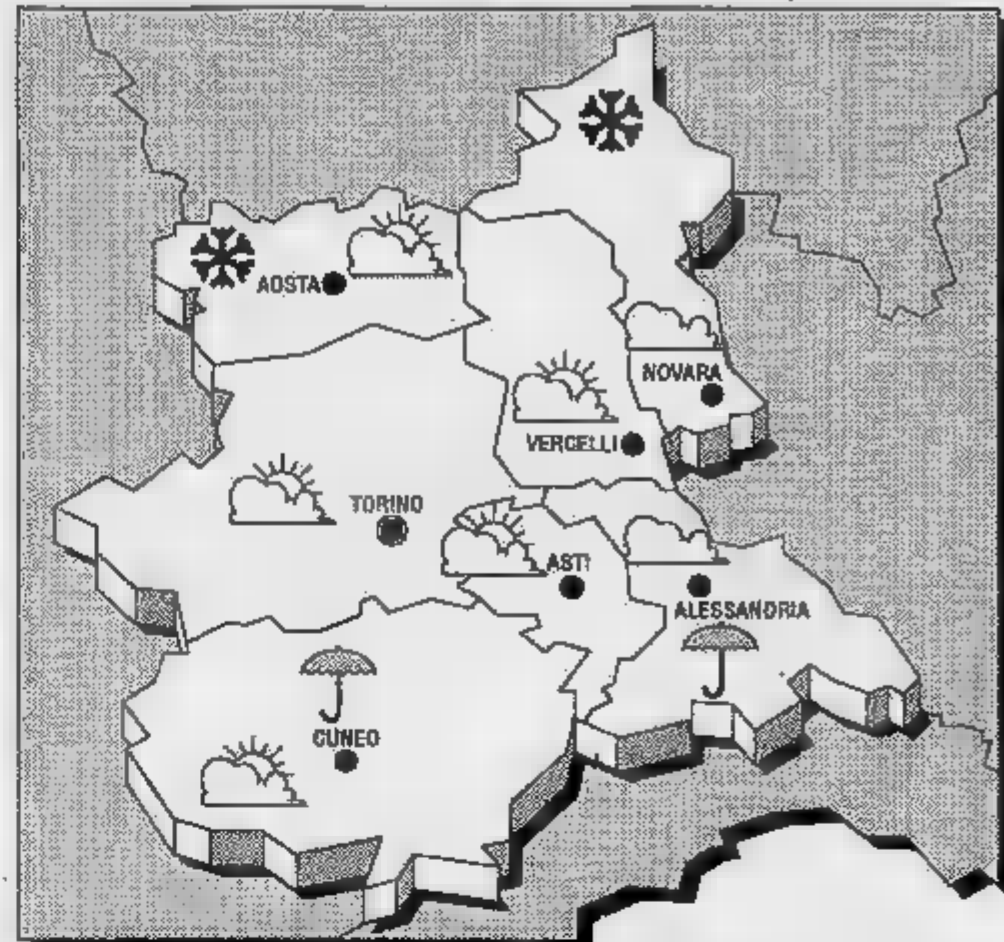 AOSTA
NOVARA
VERCELLI
TORINO
ASTI
ALESSANDRIA
CUNEO